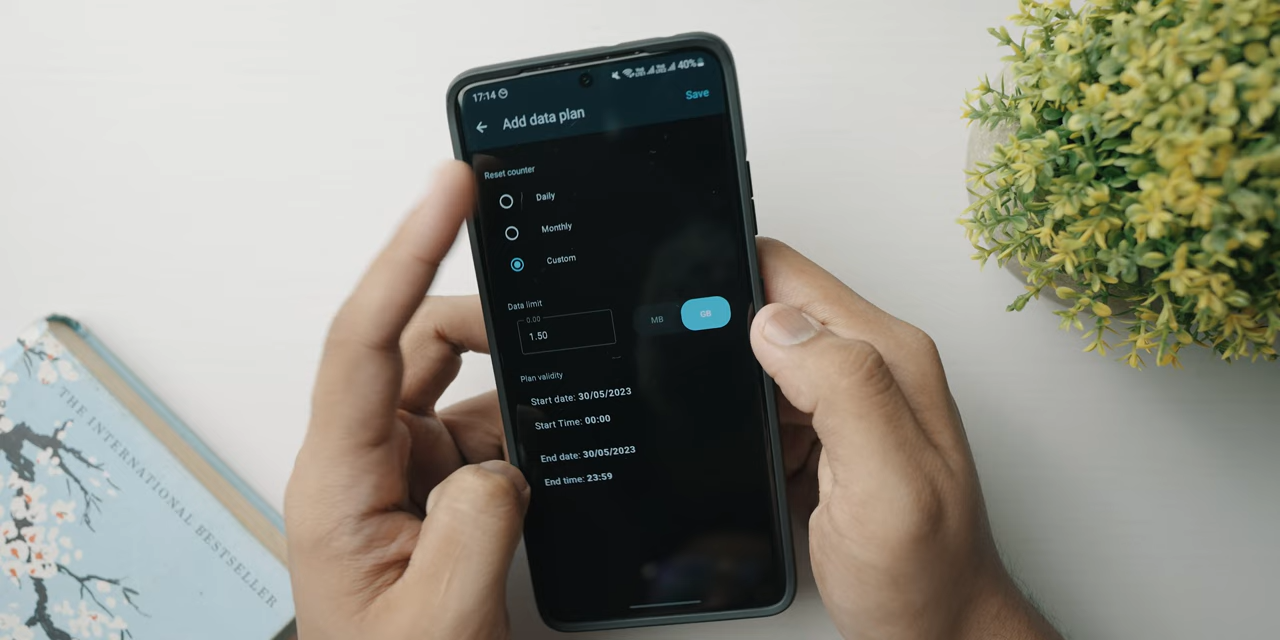 17:14 40%
Add data plan Save
Reset counter
Daily
Monthly
Custom
Data limit
0.00
1.50 MB GB
Plan validity
Start date: 30/05/2023
Start Time: 00:00
End date: 30/05/2023
End time: 23:59
THE INTERNATIONAL BESTSELLER